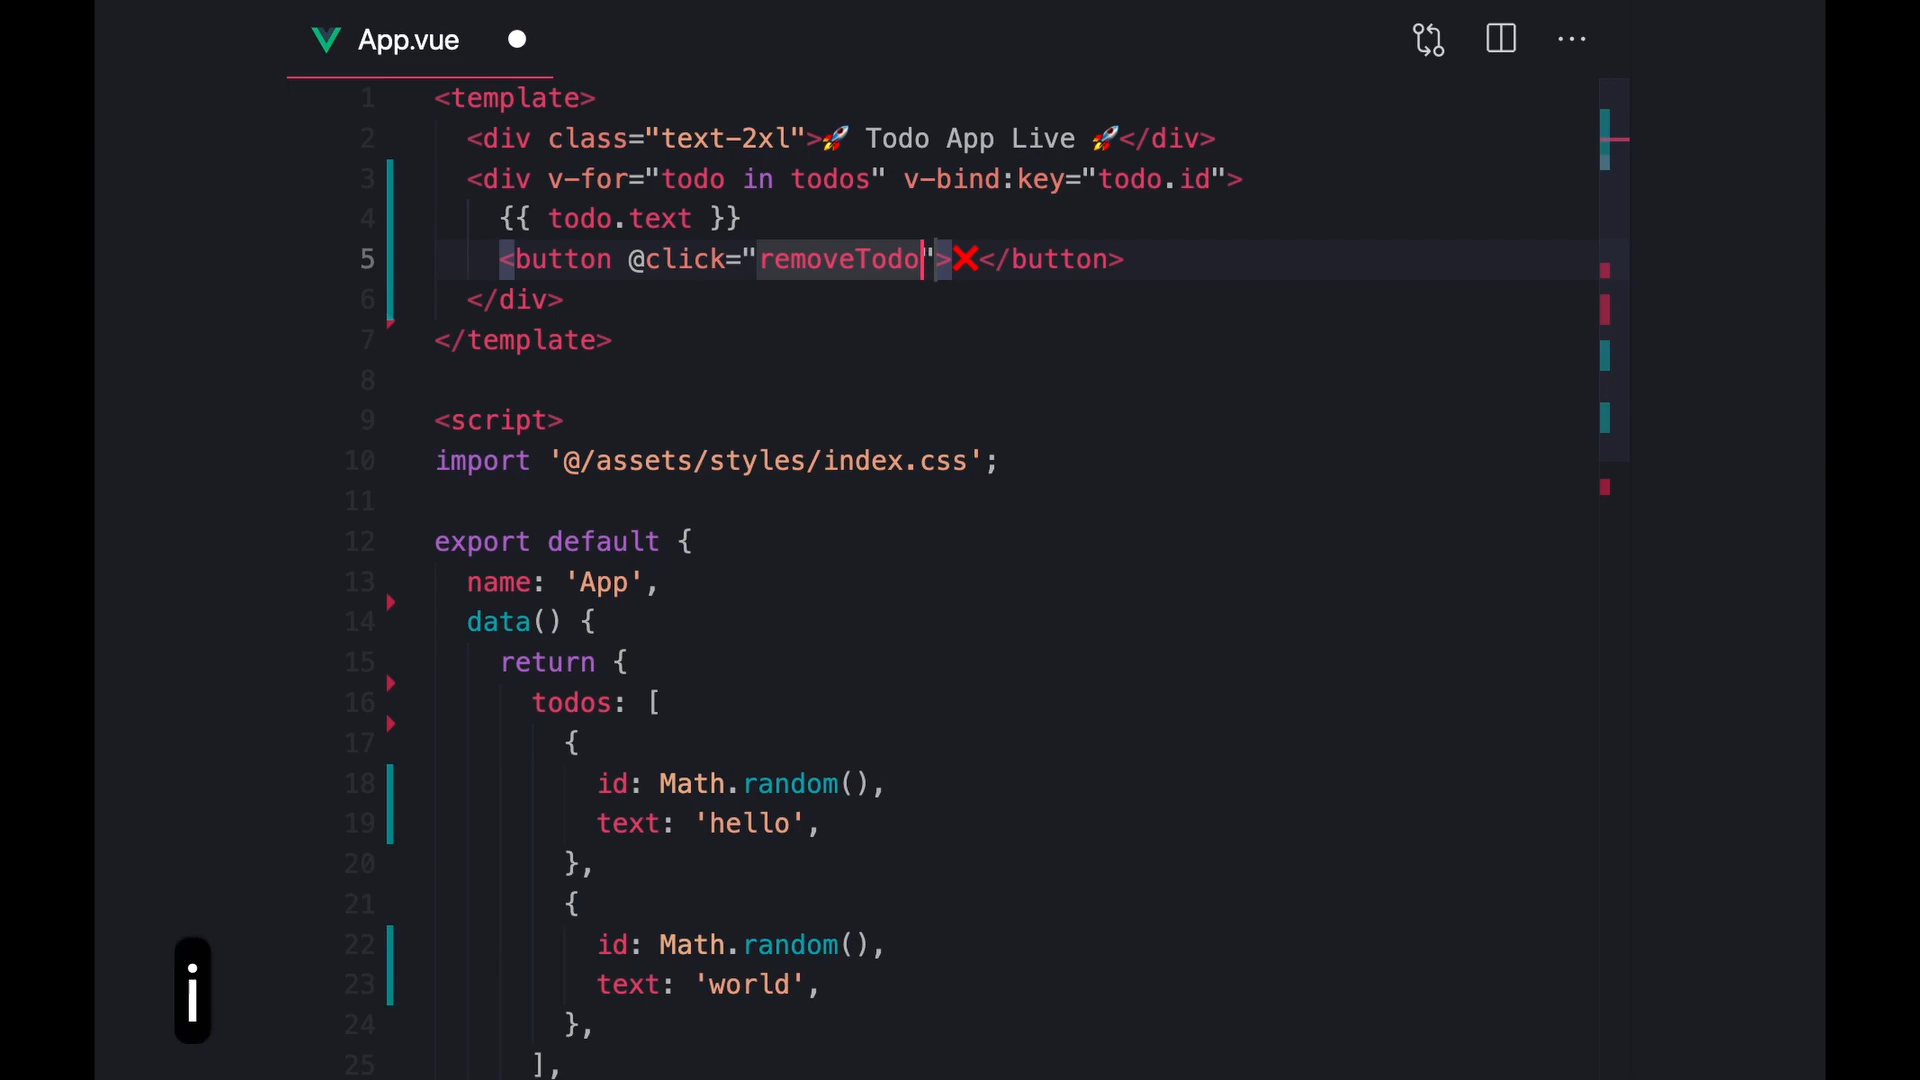 App.vue
1 <template>
2 <div class="text-2xl">🚀 Todo App Live 🚀</div>
3 <div v-for="todo in todos" v-bind:key="todo.id">
4 {{ todo.text }}
5 <button @click="removeTodo">❌</button>
6 </div>
7 </template>
8
9 <script>
10 import '@/assets/styles/index.css';
11
12 export default {
13 name: 'App',
14 data() {
15 return {
16 todos: [
17 {
18 id: Math.random(),
19 text: 'hello',
20 },
21 {
22 id: Math.random(),
23 text: 'world',
24 },
25 ],
i